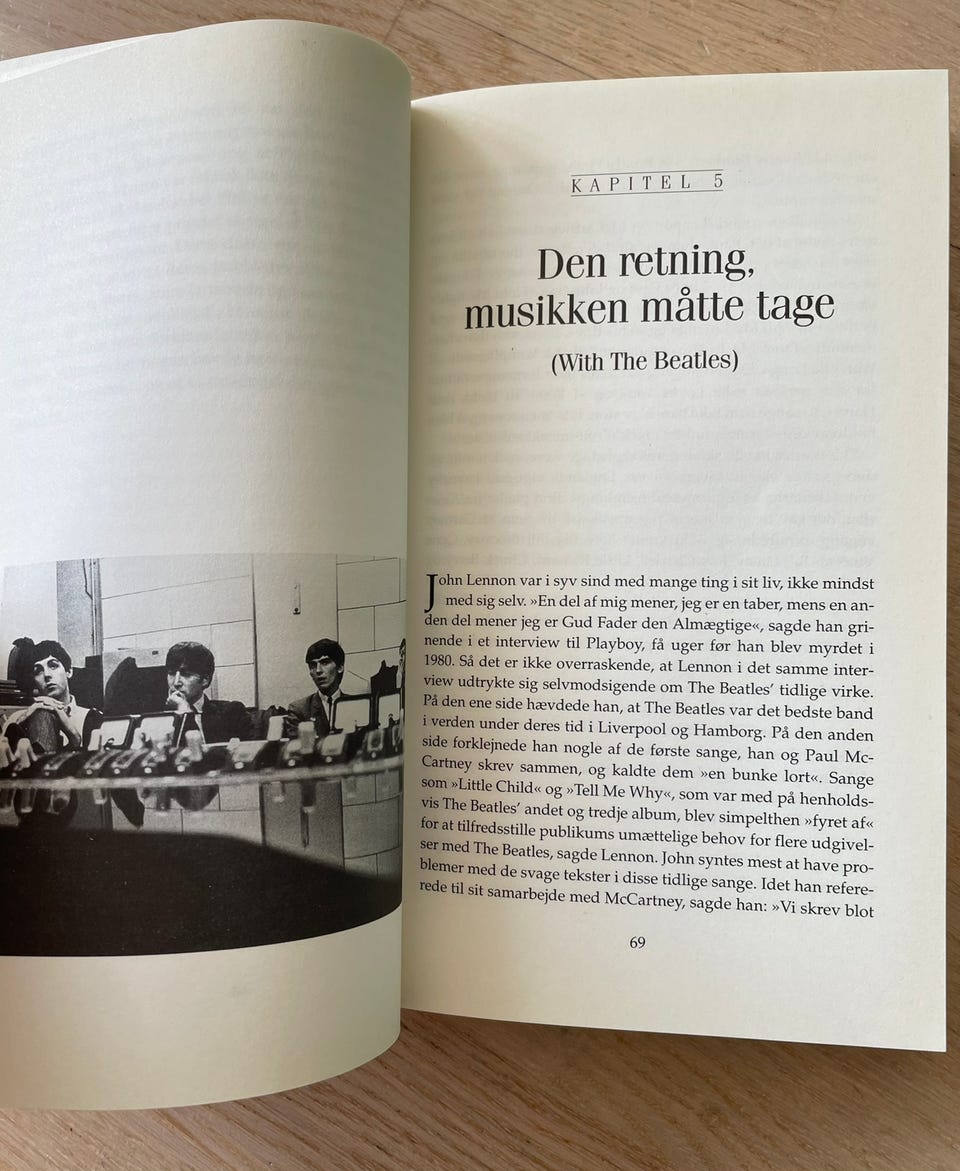 KAPITEL 5
Den retning,
musikken måtte tage
(With The Beatles)
John Lennon var i syv sind med mange ting i sit liv, ikke mindst
med sig selv. »En del af mig mener, jeg er en taber, mens en an-
den del mener jeg er Gud Fader den Almægtige«, sagde han gri-
nende i et interview til Playboy, få uger før han blev myrdet i
1980. Så det er ikke overraskende, at Lennon i det samme inter-
view udtrykte sig selvmodsigende om The Beatles' tidlige virke.
På den ene side hævdede han, at The Beatles var det bedste band
i verden under deres tid i Liverpool og Hamborg. På den anden
side forklejnede han nogle af de første sange, han og Paul Mc-
Cartney skrev sammen, og kaldte dem »en bunke lort«. Sange
som »Little Child« og »Tell Me Why«, som var med på henholds-
vis The Beatles' andet og tredje album, blev simpelthen »fyret af«
for at tilfredsstille publikums umættelige behov for flere udgivel-
ser med The Beatles, sagde Lennon. John syntes mest at have pro-
blemer med de svage tekster i disse tidlige sange. Idet han refere-
rede til sit samarbejde med McCartney, sagde han: »Vi skrev blot
69